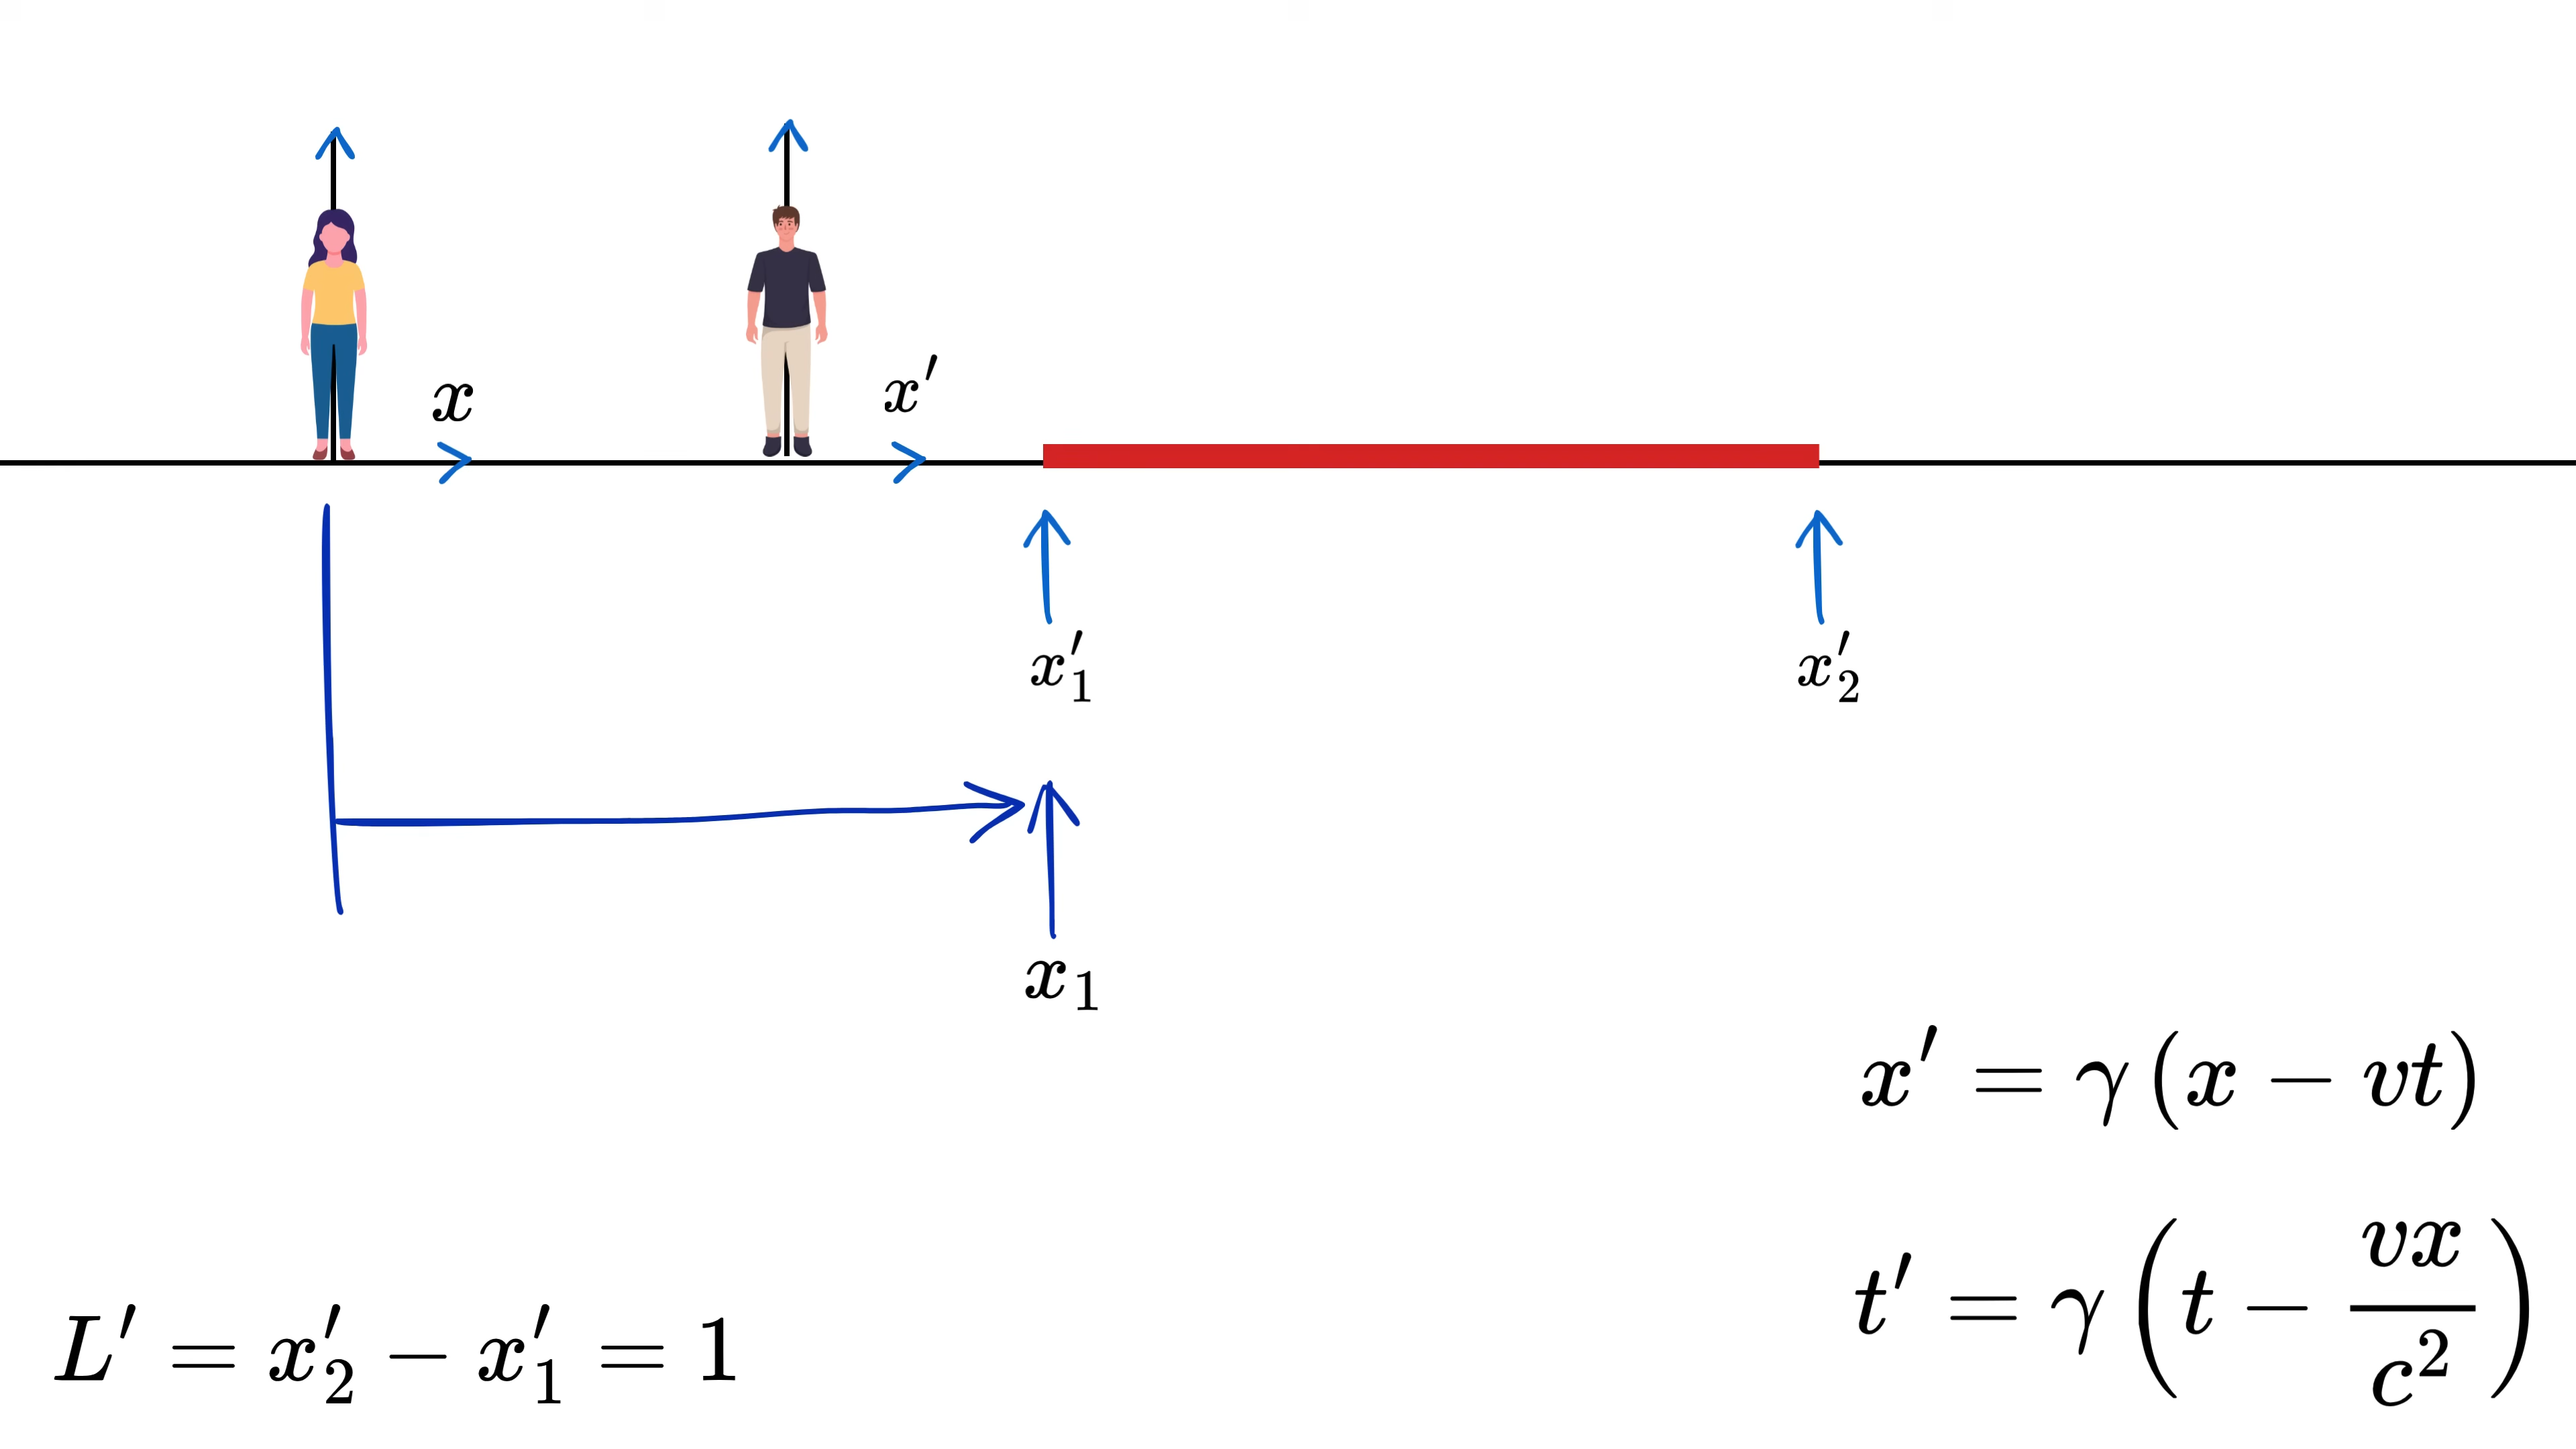 x
x′
x′₁
x′₂
x₁
x′ = γ(x − vt)
t′ = γ(t − vx/c²)
L′ = x′₂ − x′₁ = 1